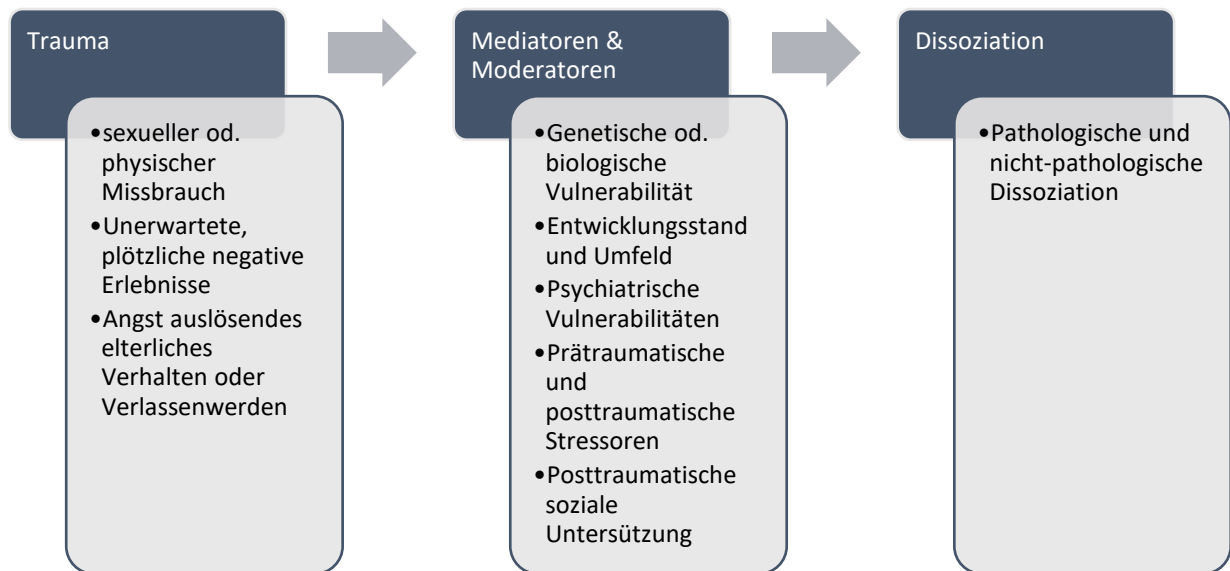 Trauma
•sexueller od.
physischer
Missbrauch
•Unerwartete,
plötzliche negative
Erlebnisse
•Angst auslösendes
elterliches
Verhalten oder
Verlassenwerden
Mediatoren &
Moderatoren
•Genetische od.
biologische
Vulnerabilität
•Entwicklungsstand
und Umfeld
•Psychiatrische
Vulnerabilitäten
•Prätraumatische
und
posttraumatische
Stressoren
•Posttraumatische
soziale
Untersützung
Dissoziation
•Pathologische und
nicht-pathologische
Dissoziation